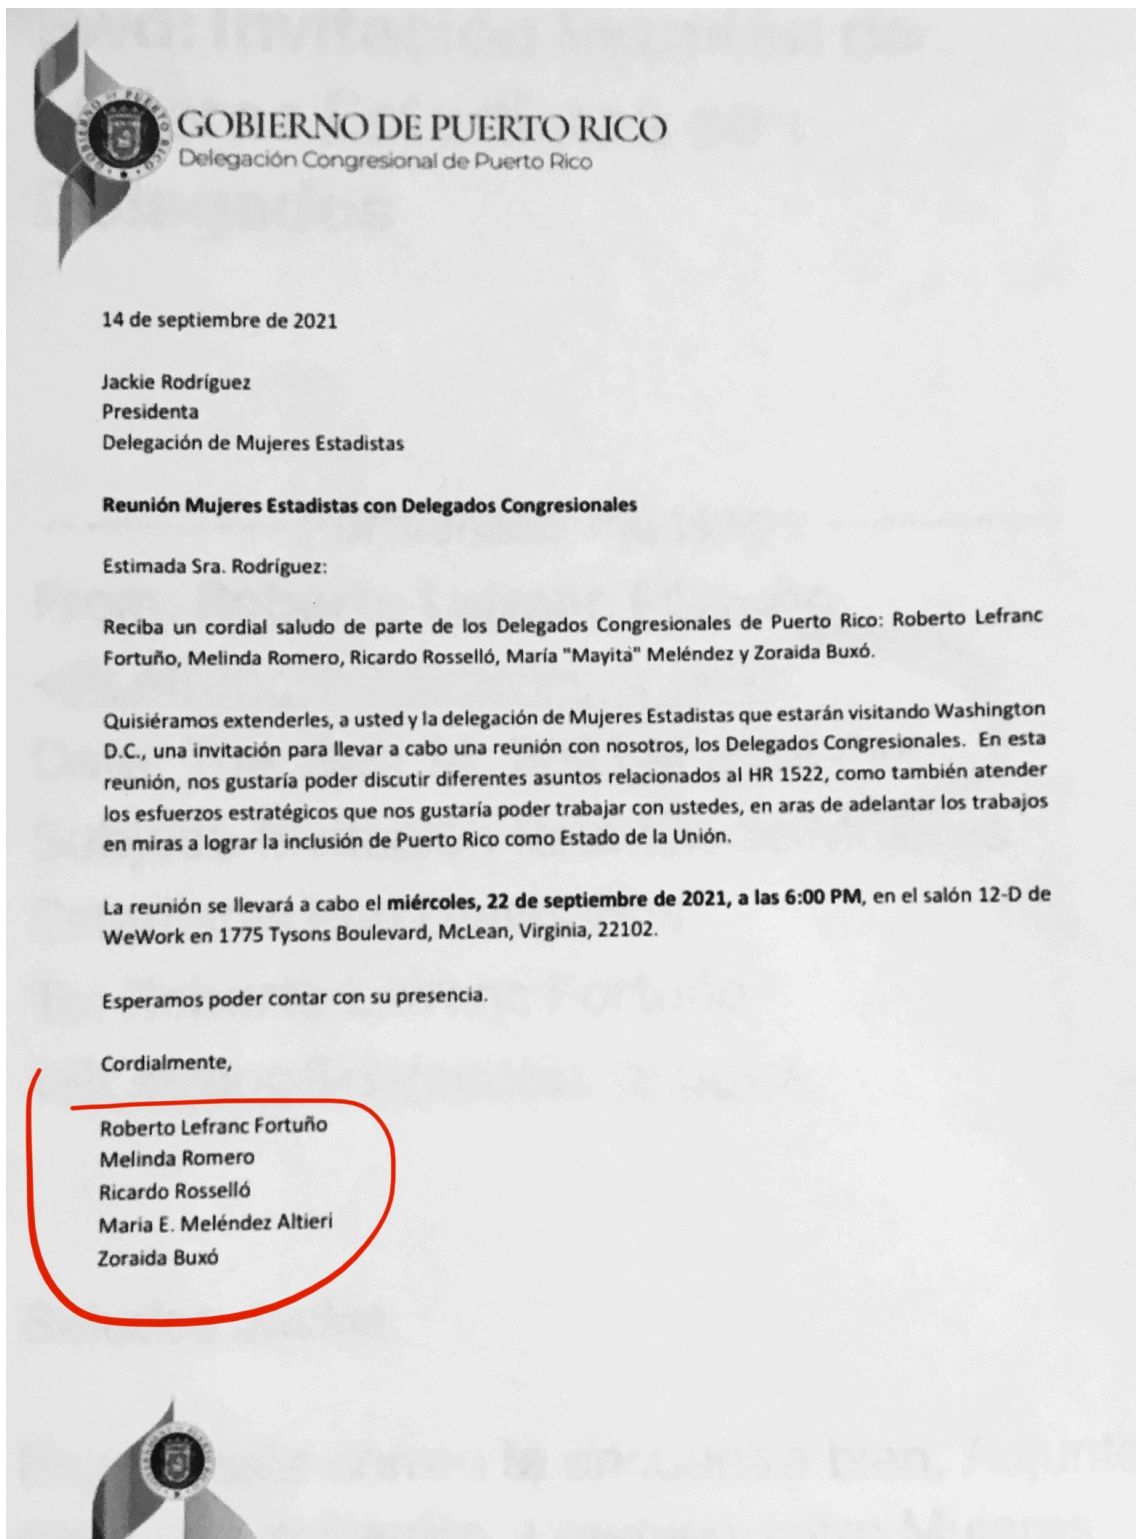 GOBIERNO DE PUERTO RICO
Delegación Congresional de Puerto Rico
14 de septiembre de 2021
Jackie Rodríguez
Presidenta
Delegación de Mujeres Estadistas
Reunión Mujeres Estadistas con Delegados Congresionales
Estimada Sra. Rodríguez:
Reciba un cordial saludo de parte de los Delegados Congresionales de Puerto Rico: Roberto Lefranc
Fortuño, Melinda Romero, Ricardo Rosselló, María "Mayita" Meléndez y Zoraida Buxó.
Quisiéramos extenderles, a usted y la delegación de Mujeres Estadistas que estarán visitando Washington
D.C., una invitación para llevar a cabo una reunión con nosotros, los Delegados Congresionales. En esta
reunión, nos gustaría poder discutir diferentes asuntos relacionados al HR 1522, como también atender
los esfuerzos estratégicos que nos gustaría poder trabajar con ustedes, en aras de adelantar los trabajos
en miras a lograr la inclusión de Puerto Rico como Estado de la Unión.
La reunión se llevará a cabo el miércoles, 22 de septiembre de 2021, a las 6:00 PM, en el salón 12-D de
WeWork en 1775 Tysons Boulevard, McLean, Virginia, 22102.
Esperamos poder contar con su presencia.
Cordialmente,
Roberto Lefranc Fortuño
Melinda Romero
Ricardo Rosselló
Maria E. Meléndez Altieri
Zoraida Buxó